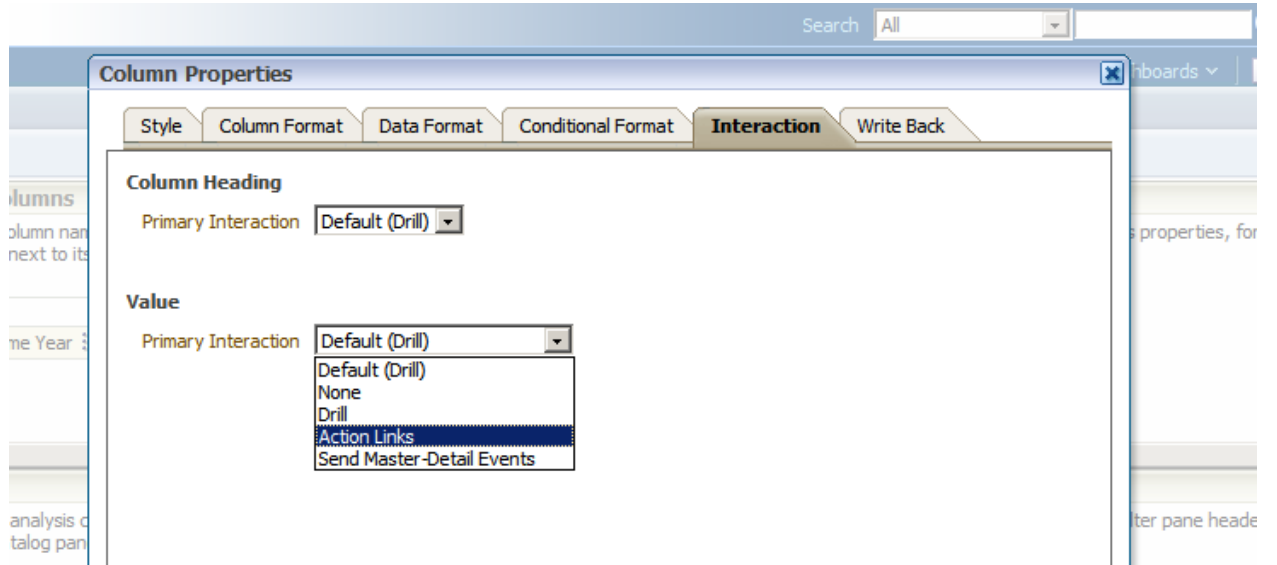 Search All
Column Properties
hboards
Style Column Format Data Format Conditional Format Interaction Write Back
Column Heading
Primary Interaction Default (Drill)
lumns
olumn nam
s properties, for
next to its
Value
Primary Interaction Default (Drill)
me Year
Default (Drill)
None
Drill
Action Links
Send Master-Detail Events
analysis c
lter pane heade
talog pan